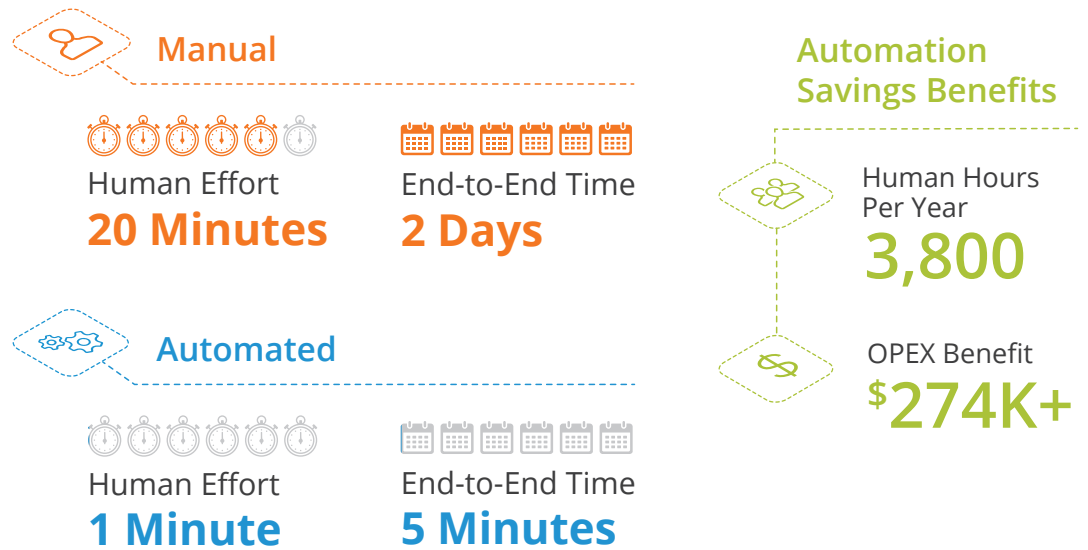 Manual
Human Effort
20 Minutes
End-to-End Time
2 Days
Automated
Human Effort
1 Minute
End-to-End Time
5 Minutes
Automation
Savings Benefits
Human Hours
Per Year
3,800
OPEX Benefit
$274K+